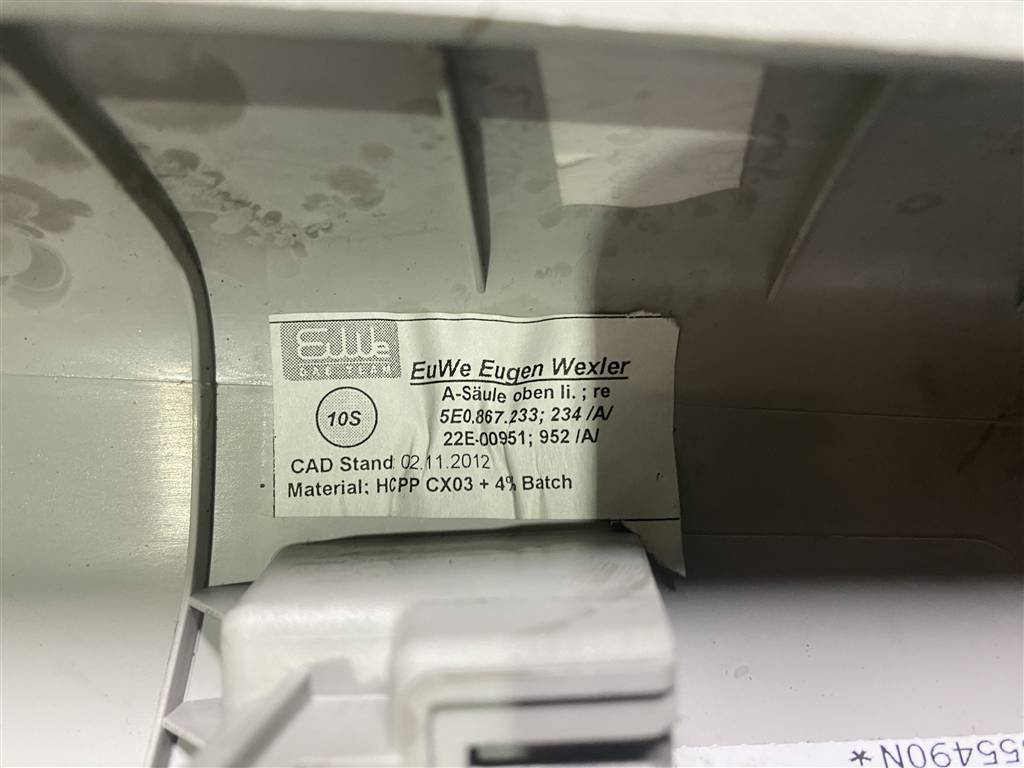 EuWe
EuWe Eugen Wexler
A-Säule oben li. ; re
10S
5E0.867.233; 234 /A/
22E-00951; 952 /A/
CAD Stand 02.11.2012
Material: HCPP CX03 + 4% Batch
55490N*